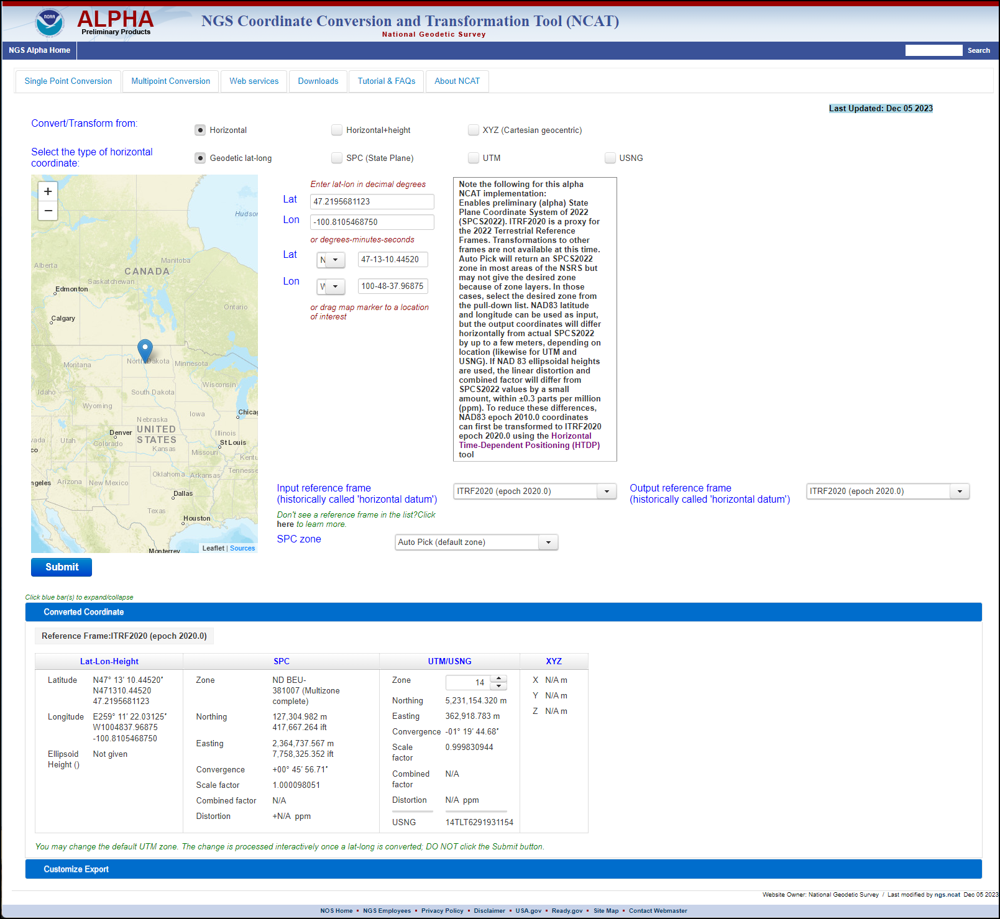 NOAA
ALPHA
Preliminary Products
NGS Coordinate Conversion and Transformation Tool (NCAT)
National Geodetic Survey
NGS Alpha Home
Search
Single Point Conversion
Multipoint Conversion
Web services
Downloads
Tutorial & FAQs
About NCAT
Last Updated: Dec 05 2023
Convert/Transform from:
Horizontal
Horizontal+height
XYZ (Cartesian geocentric)
Select the type of horizontal
coordinate:
Geodetic lat-long
SPC (State Plane)
UTM
USNG
+
−
Hudson
Manitoba
Alberta
CANADA
Saskatchewan
Edmonton
Ontario
Calgary
North Dakota
Montana
Minnesota
Wisconsin
Idaho
South Dakota
Wyoming
Iowa
Chicag
Nebraska
UNITED
STATES
Denver
Illinois
vada
Utah
Colorado
St Louis
co
Kansas
Missouri
Kentu
Tennesse
Oklahoma
Arkansas
ngeles
Arizona
New Mexico
Dallas
Texas
Houston
Monterrey
Leaflet | Sources
Enter lat-lon in decimal degrees
Lat
47.2195681123
Lon
-100.8105468750
or degrees-minutes-seconds
Lat
N
47-13-10.44520
Lon
W
100-48-37.96875
or drag map marker to a location
of interest
Note the following for this alpha
NCAT implementation:
Enables preliminary (alpha) State
Plane Coordinate System of 2022
(SPCS2022). ITRF2020 is a proxy for
the 2022 Terrestrial Reference
Frames. Transformations to other
frames are not available at this time.
Auto Pick will return an SPCS2022
zone in most areas of the NSRS but
may not give the desired zone
because of zone layers. In those
cases, select the desired zone from
the pull-down list. NAD83 latitude
and longitude can be used as input,
but the output coordinates will differ
horizontally from actual SPCS2022
by up to a few meters, depending on
location (likewise for UTM and
USNG). If NAD 83 ellipsoidal heights
are used, the linear distortion and
combined factor will differ from
SPCS2022 values by a small
amount, within ±0.3 parts per million
(ppm). To reduce these differences,
NAD83 epoch 2010.0 coordinates
can first be transformed to ITRF2020
epoch 2020.0 using the Horizontal
Time-Dependent Positioning (HTDP)
tool
Input reference frame
(historically called 'horizontal datum')
ITRF2020 (epoch 2020.0)
Output reference frame
(historically called 'horizontal datum')
ITRF2020 (epoch 2020.0)
Don't see a reference frame in the list?Click
here to learn more.
SPC zone
Auto Pick (default zone)
Submit
Click blue bar(s) to expand/collapse
Converted Coordinate
Reference Frame:ITRF2020 (epoch 2020.0)
Lat-Lon-Height
Latitude
N47° 13′ 10.44520″
N471310.44520
47.2195681123
Longitude
E259° 11′ 22.03125″
W1004837.96875
-100.8105468750
Ellipsoid
Height ()
Not given
SPC
Zone
ND BEU-
381007 (Multizone
complete)
Northing
127,304.982 m
417,667.264 ift
Easting
2,364,737.567 m
7,758,325.352 ift
Convergence
+00° 45′ 56.71″
Scale factor
1.000098051
Combined factor
N/A
Distortion
+N/A ppm
UTM/USNG
Zone
14
Northing
5,231,154.320 m
Easting
362,918.783 m
Convergence
-01° 19′ 44.68″
Scale
factor
0.999830944
Combined
factor
N/A
Distortion
N/A ppm
USNG
14TLT6291931154
XYZ
X N/A m
Y N/A m
Z N/A m
You may change the default UTM zone. The change is processed interactively once a lat-long is converted; DO NOT click the Submit button.
Customize Export
Website Owner: National Geodetic Survey / Last modified by ngs.ncat Dec 05 2023
NOS Home ▪ NGS Employees ▪ Privacy Policy ▪ Disclaimer ▪ USA.gov ▪ Ready.gov ▪ Site Map ▪ Contact Webmaster